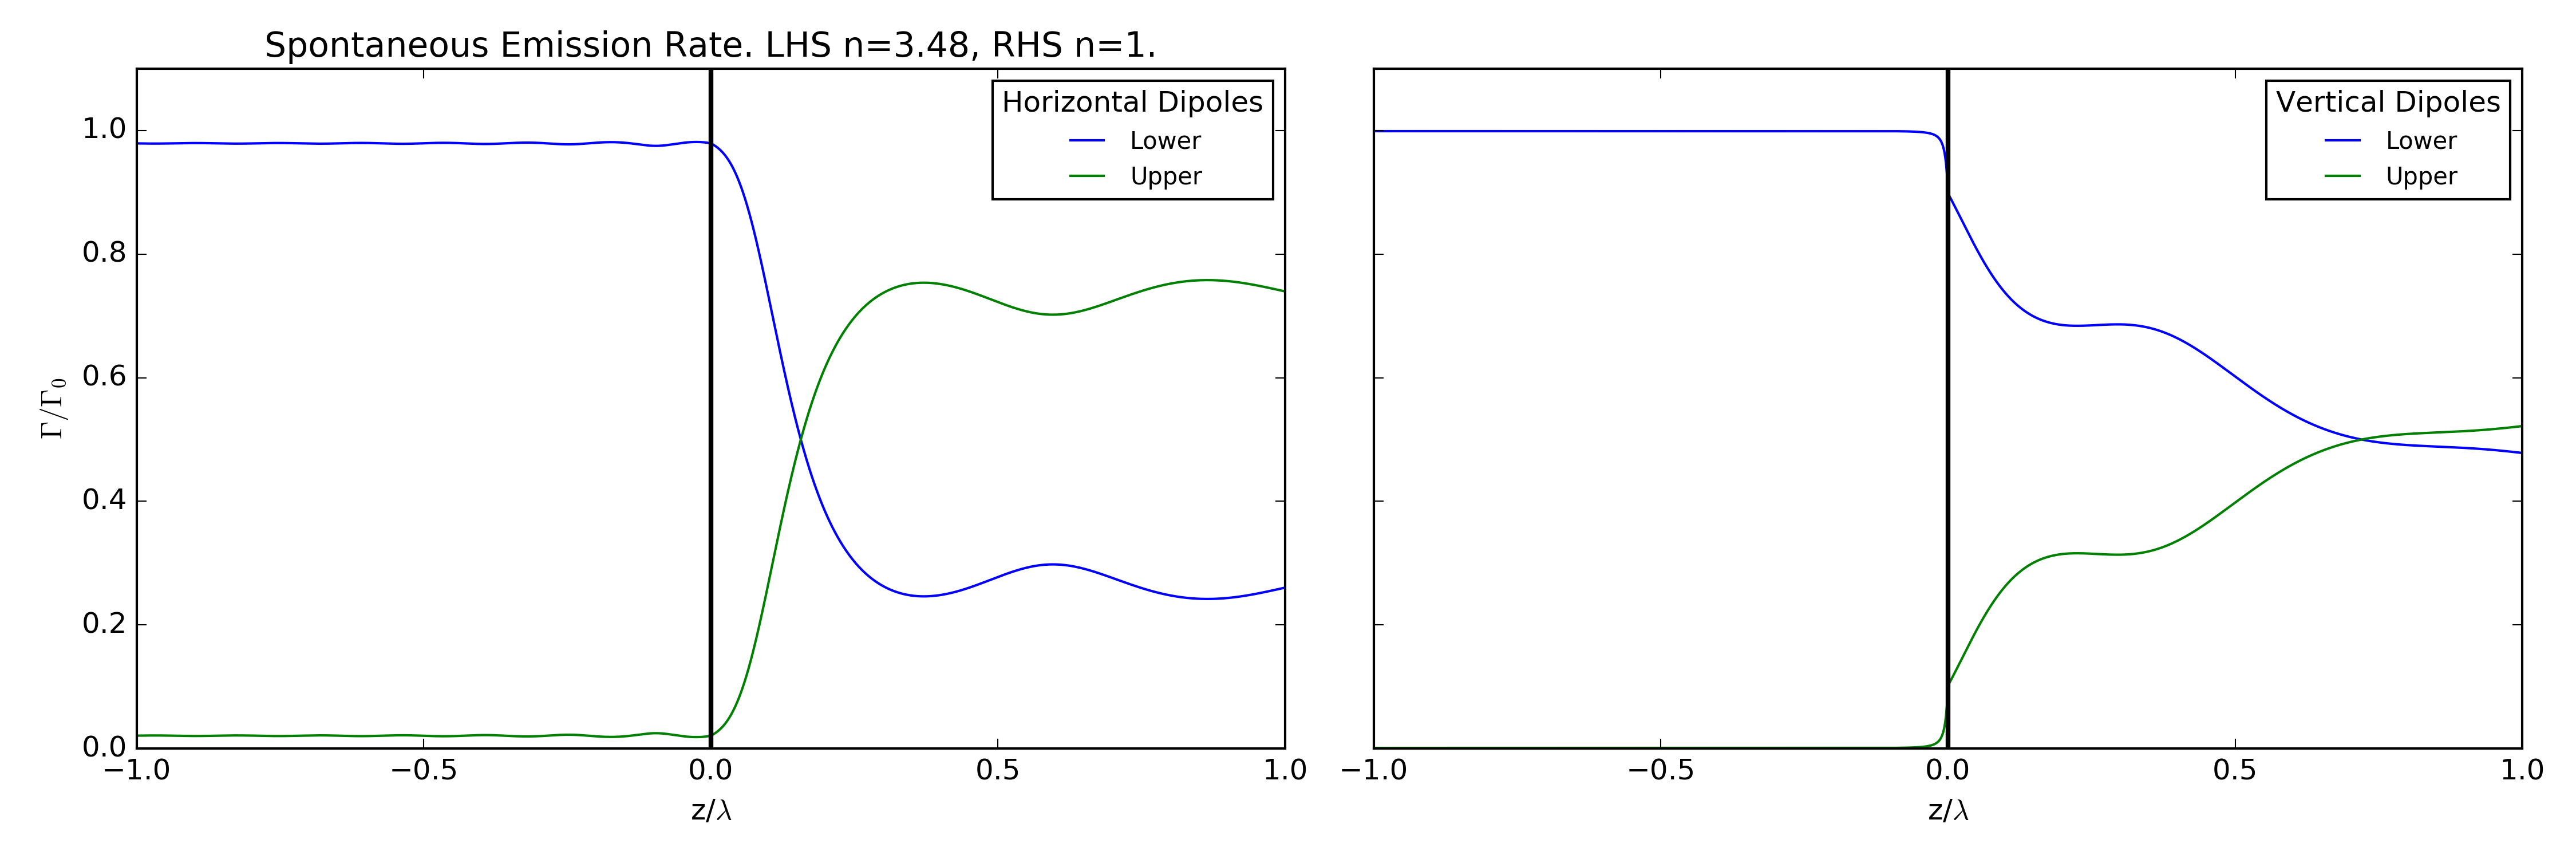 Spontaneous Emission Rate. LHS n=3.48, RHS n=1.
Γ/Γ₀
1.0
0.8
0.6
0.4
0.2
0.0
Horizontal Dipoles
Lower
Upper
−1.0 −0.5 0.0 0.5 1.0
z/λ
Vertical Dipoles
Lower
Upper
−1.0 −0.5 0.0 0.5 1.0
z/λ